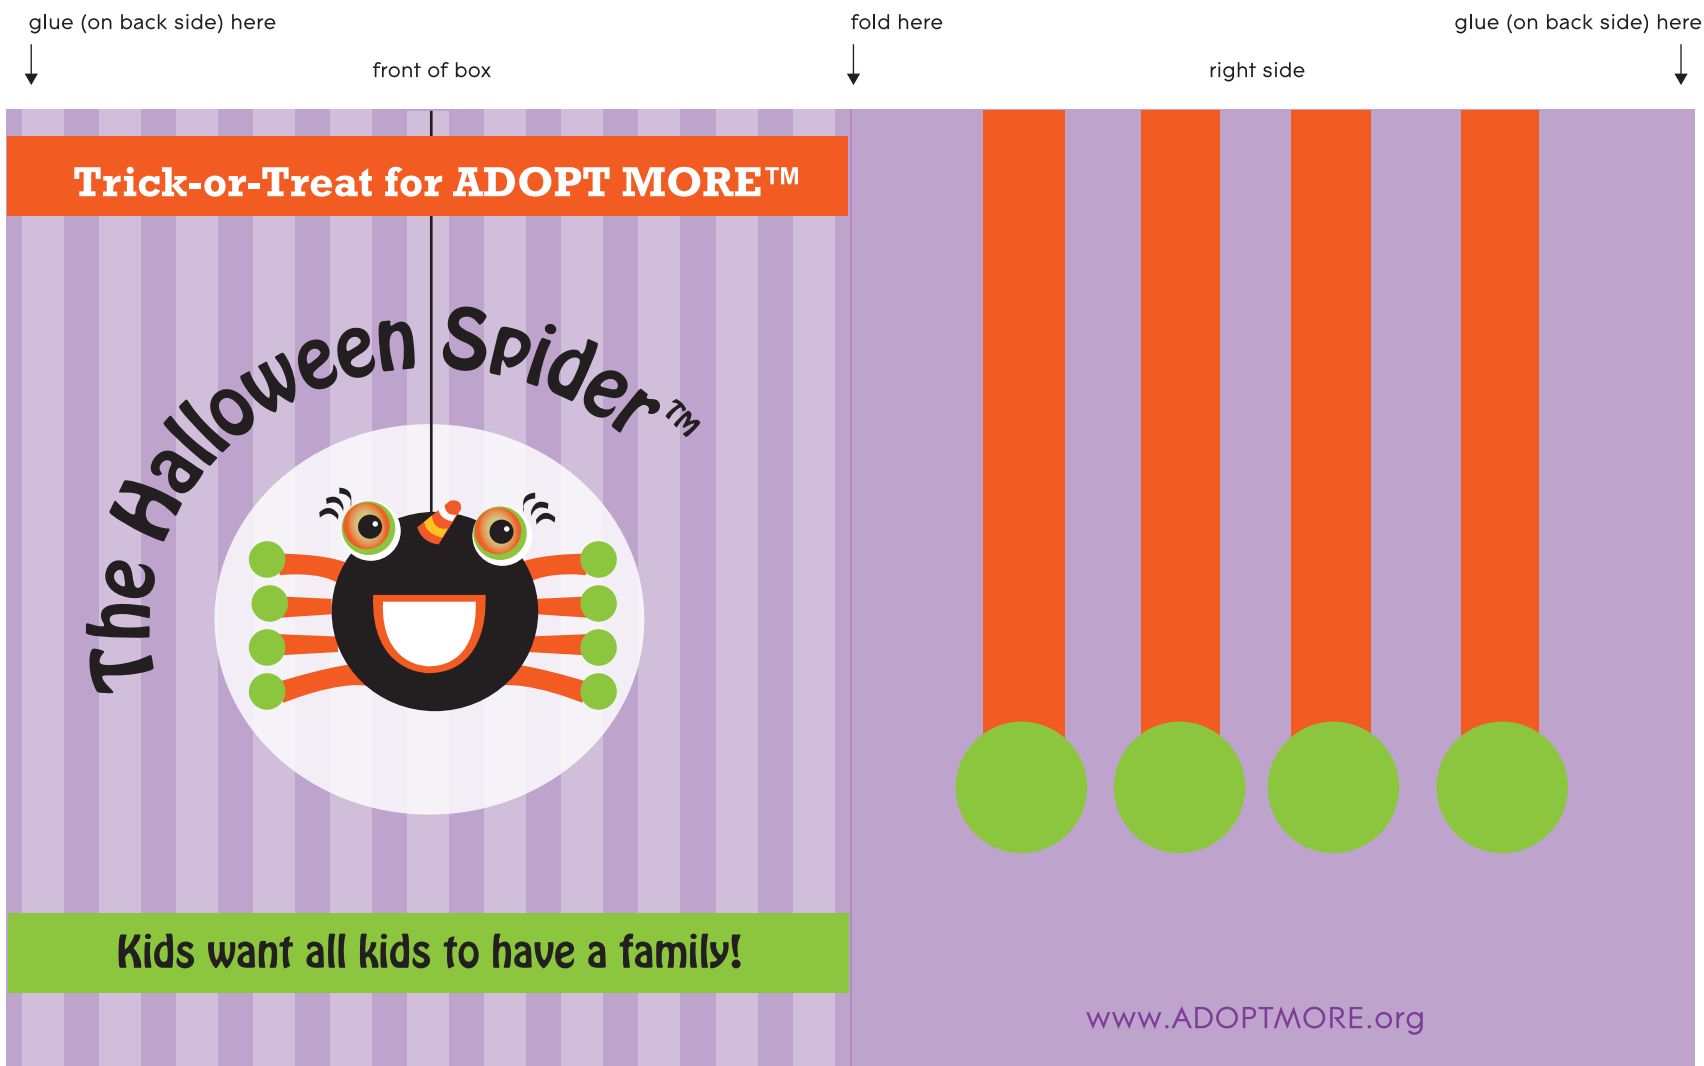 glue (on back side) here
fold here
glue (on back side) here
front of box
right side
Trick-or-Treat for ADOPT MORE™
The Halloween Spider™
Kids want all kids to have a family!
www.ADOPTMORE.org